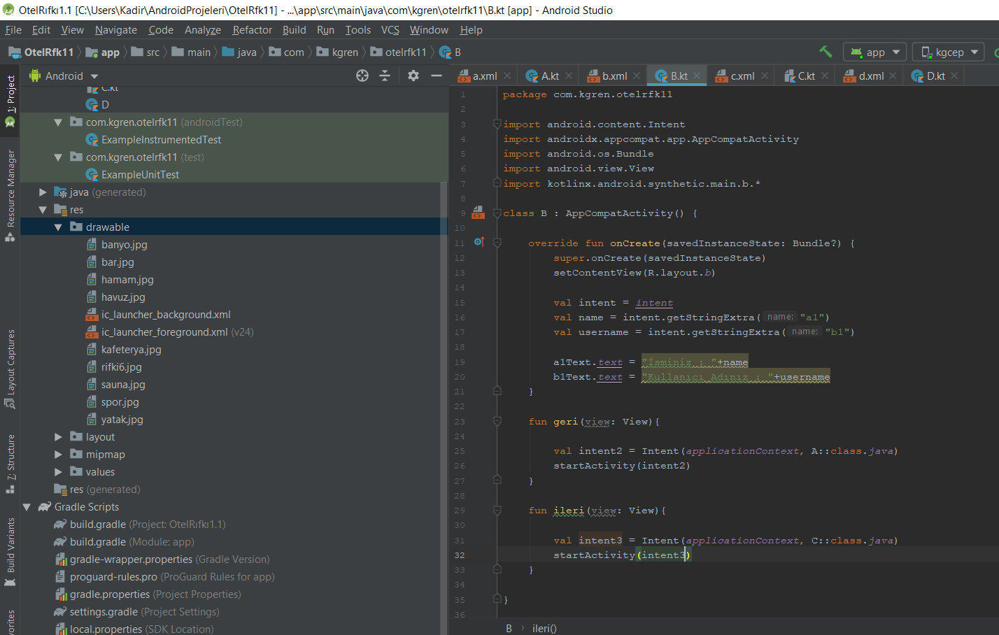 OtelRıfkı1.1 [C:\Users\Kadir\AndroidProjeleri\OtelRfk11] - ...\app\src\main\java\com\kgren\otelrfk11\B.kt [app] - Android Studio
File Edit View Navigate Code Analyze Refactor Build Run Tools VCS Window Help
OtelRfk11 app src main java com kgren otelrfk11 B app kgcep
1: Project
Resource Manager
Layout Captures
7: Structure
Build Variants
Android
C.kt
D
com.kgren.otelrfk11 (androidTest)
ExampleInstrumentedTest
com.kgren.otelrfk11 (test)
ExampleUnitTest
java (generated)
res
drawable
banyo.jpg
bar.jpg
hamam.jpg
havuz.jpg
ic_launcher_background.xml
ic_launcher_foreground.xml (v24)
kafeterya.jpg
rifki6.jpg
sauna.jpg
spor.jpg
yatak.jpg
layout
mipmap
values
res (generated)
Gradle Scripts
build.gradle (Project: OtelRıfkı1.1)
build.gradle (Module: app)
gradle-wrapper.properties (Gradle Version)
proguard-rules.pro (ProGuard Rules for app)
gradle.properties (Project Properties)
settings.gradle (Project Settings)
local.properties (SDK Location)
a.xml A.kt b.xml B.kt c.xml C.kt d.xml D.kt
1 package com.kgren.otelrfk11
2
3 import android.content.Intent
4 import androidx.appcompat.app.AppCompatActivity
5 import android.os.Bundle
6 import android.view.View
7 import kotlinx.android.synthetic.main.b.*
8
9 class B : AppCompatActivity() {
10
11 override fun onCreate(savedInstanceState: Bundle?) {
12 super.onCreate(savedInstanceState)
13 setContentView(R.layout.b)
14
15 val intent = intent
16 val name = intent.getStringExtra( name: "a1")
17 val username = intent.getStringExtra( name: "b1")
18
19 a1Text.text = "İsminiz : "+name
20 b1Text.text = "Kullanıcı Adınız : "+username
21 }
22
23 fun geri(view: View){
24
25 val intent2 = Intent(applicationContext, A::class.java)
26 startActivity(intent2)
27 }
28
29 fun ileri(view: View){
30
31 val intent3 = Intent(applicationContext, C::class.java)
32 startActivity(intent3)
33 }
34
35 }
36
B ileri()